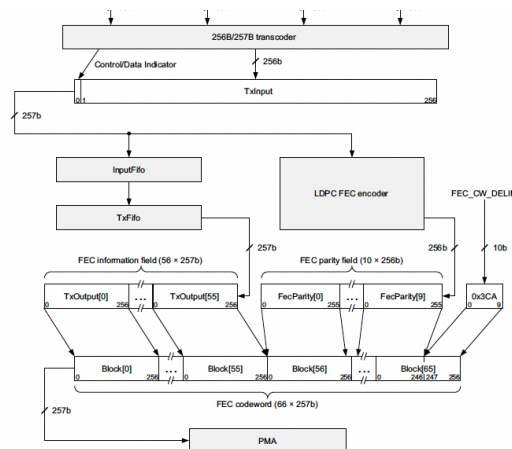 256B/257B transcoder
Control/Data Indicator
256b
TxInput
0 1 256
257b
InputFifo
LDPC FEC encoder
FEC_CW_DELI
TxFifo
257b
256b
10b
FEC information field (56 × 257b)
FEC parity field (10 × 256b)
TxOutput[0] ... TxOutput[55] FecParity[0] ... FecParity[9] 0x3CA
0 256 0 256 0 255 0 255 0 9
Block[0] ... Block[55] Block[56] ... Block[65]
0 256 0 256 0 256 0 246 247 256
FEC codeword (66 × 257b)
257b
PMA